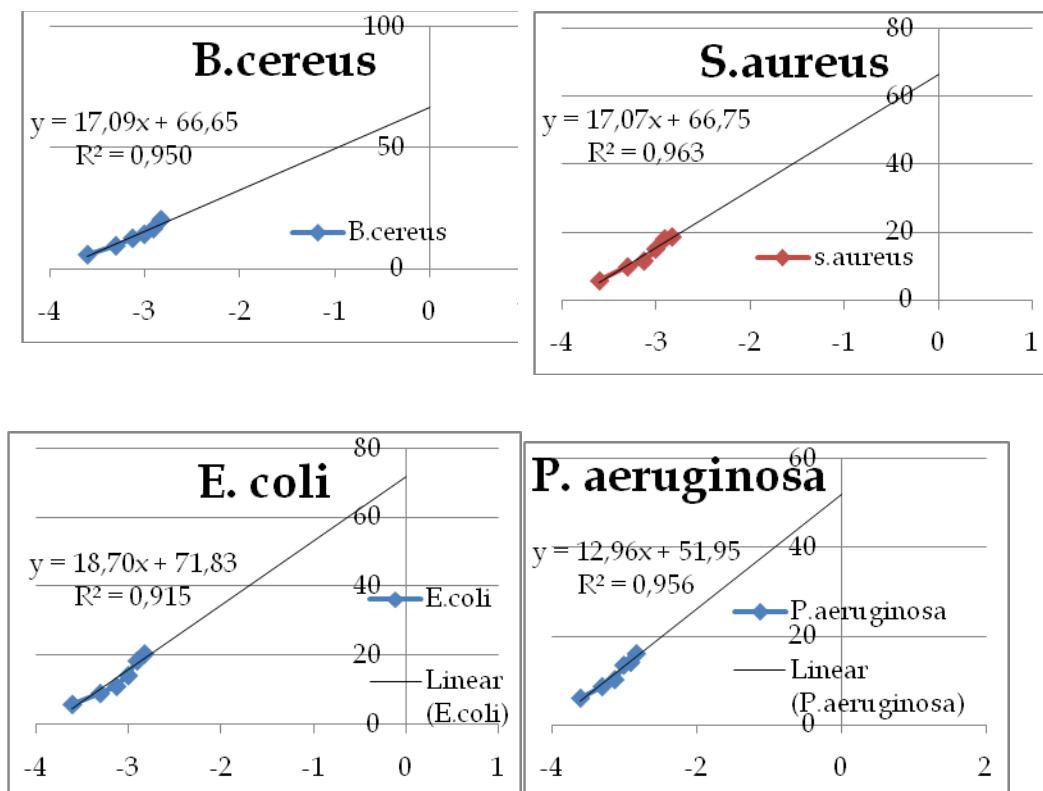 B.cereus
100
50
0
y = 17,09x + 66,65
R² = 0,950
B.cereus
-4 -3 -2 -1 0
S.aureus
80
60
40
20
0
y = 17,07x + 66,75
R² = 0,963
s.aureus
-4 -3 -2 -1 0 1
E. coli
80
60
40
20
0
y = 18,70x + 71,83
R² = 0,915
E.coli
Linear
(E.coli)
-4 -3 -2 -1 0 1
P. aeruginosa
60
40
20
0
y = 12,96x + 51,95
R² = 0,956
P.aeruginosa
Linear
(P.aeruginosa)
-4 -2 0 2